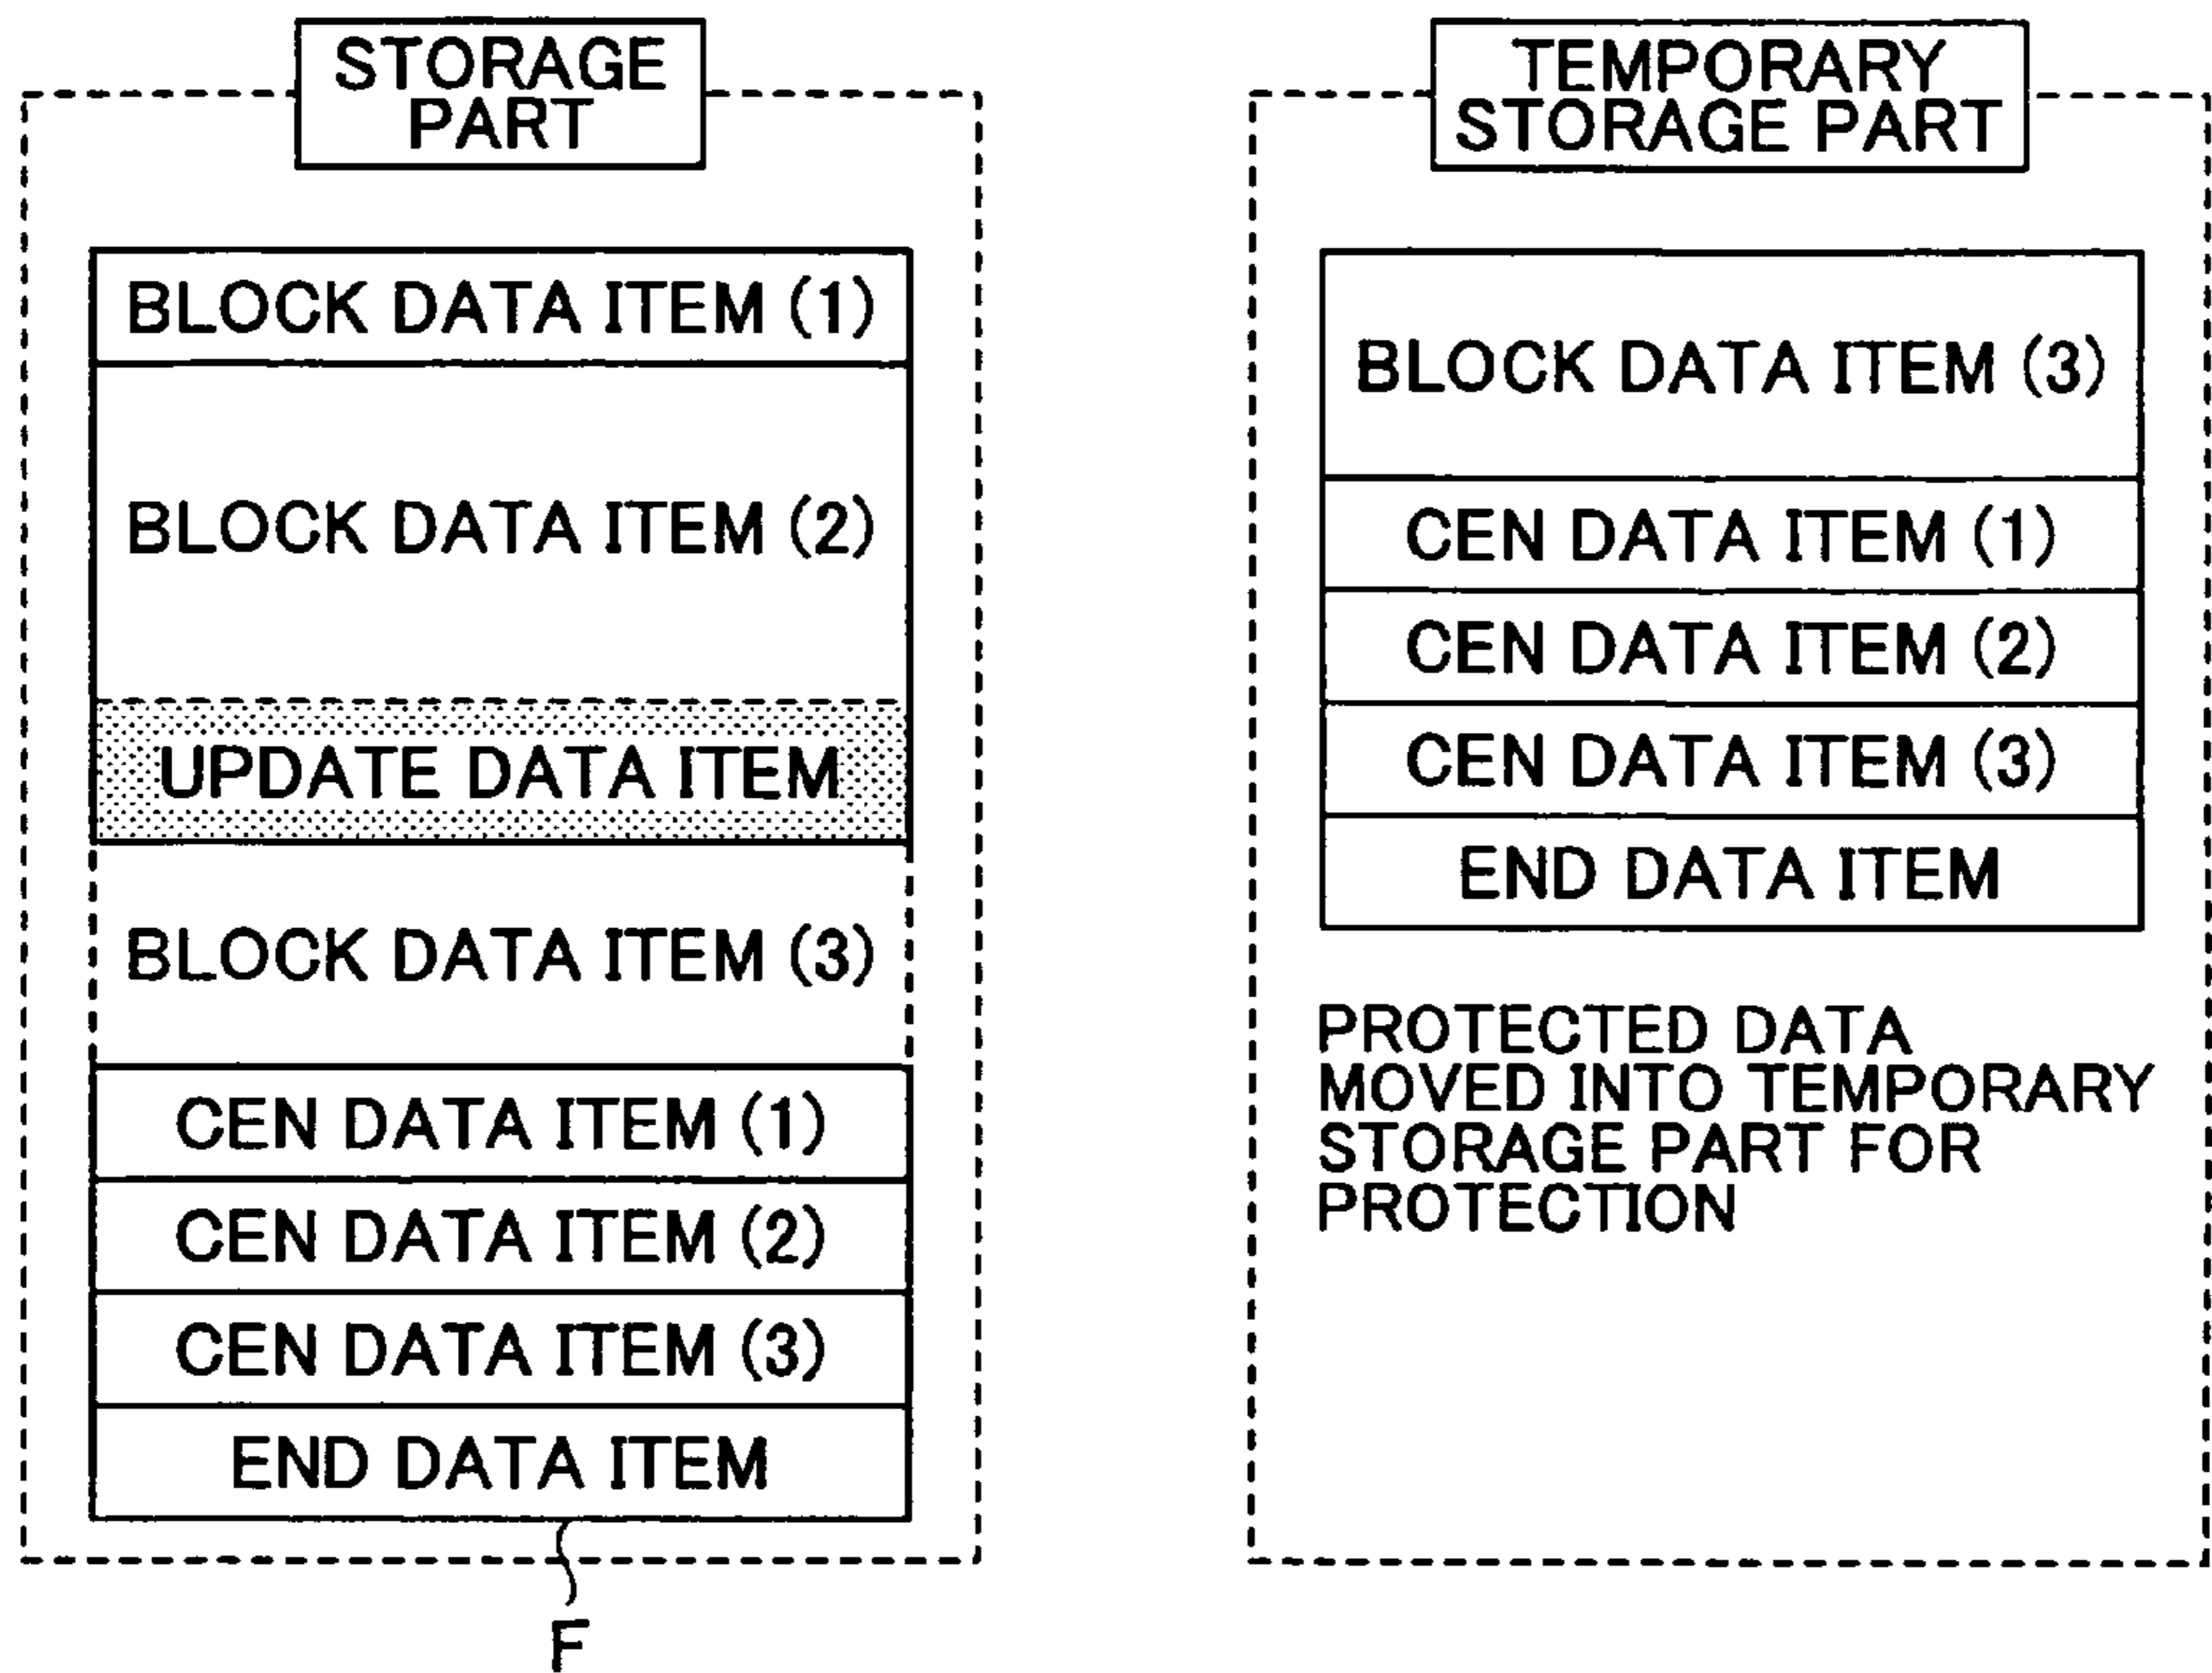 STORAGE
PART
BLOCK DATA ITEM (1)
BLOCK DATA ITEM (2)
UPDATE DATA ITEM
BLOCK DATA ITEM (3)
CEN DATA ITEM (1)
CEN DATA ITEM (2)
CEN DATA ITEM (3)
END DATA ITEM
F
TEMPORARY
STORAGE PART
BLOCK DATA ITEM (3)
CEN DATA ITEM (1)
CEN DATA ITEM (2)
CEN DATA ITEM (3)
END DATA ITEM
PROTECTED DATA
MOVED INTO TEMPORARY
STORAGE PART FOR
PROTECTION